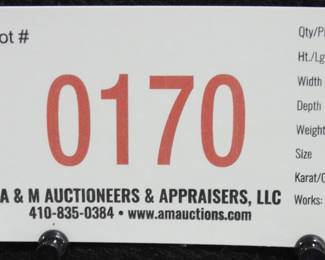 ot #
0170
A & M AUCTIONEERS & APPRAISERS, LLC
410-835-0384 • www.amauctions.com
Qty/Pi
Ht./Lg
Width
Depth
Weight
Size
Karat/C
Works: